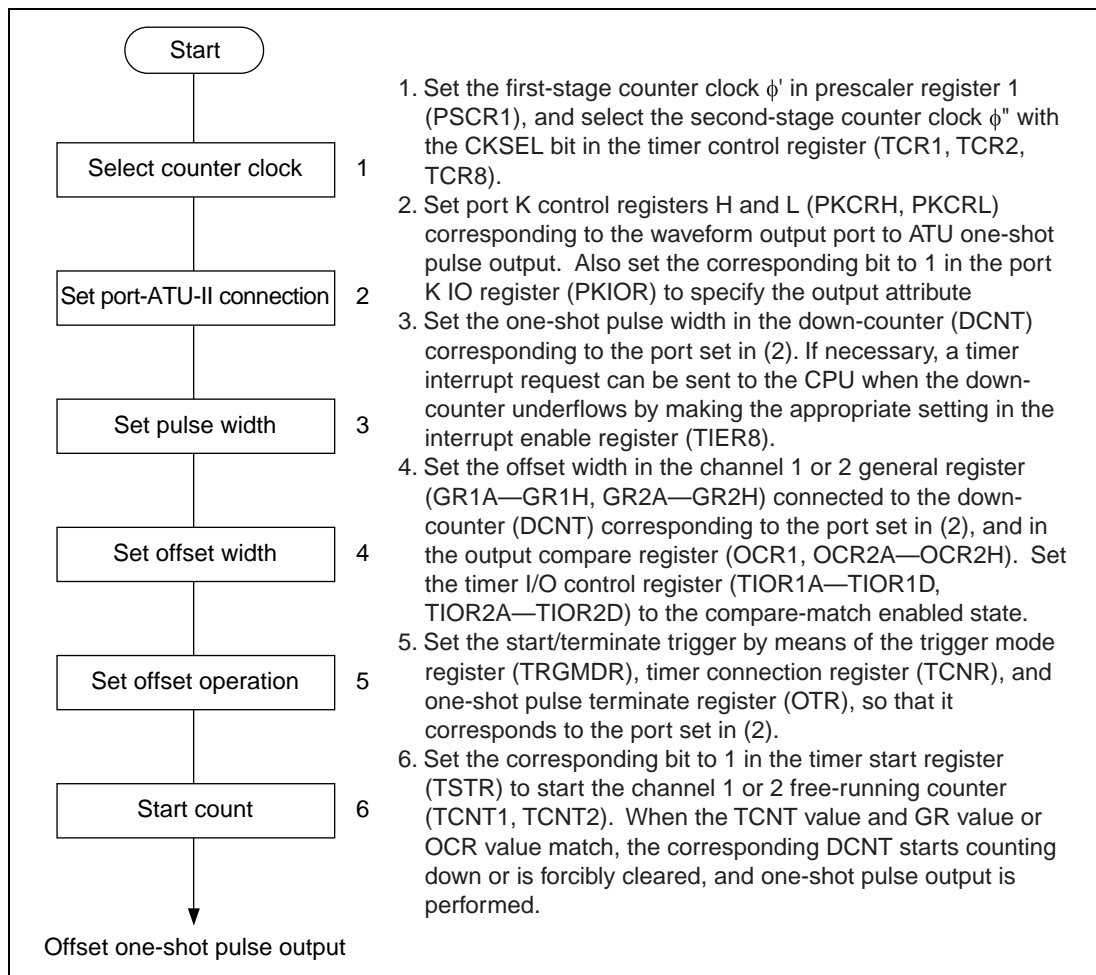 Start
Select counter clock 1
Set port-ATU-II connection 2
Set pulse width 3
Set offset width 4
Set offset operation 5
Start count 6
Offset one-shot pulse output
1. Set the first-stage counter clock ϕ' in prescaler register 1
(PSCR1), and select the second-stage counter clock ϕ" with
the CKSEL bit in the timer control register (TCR1, TCR2,
TCR8).
2. Set port K control registers H and L (PKCRH, PKCRL)
corresponding to the waveform output port to ATU one-shot
pulse output. Also set the corresponding bit to 1 in the port
K IO register (PKIOR) to specify the output attribute
3. Set the one-shot pulse width in the down-counter (DCNT)
corresponding to the port set in (2). If necessary, a timer
interrupt request can be sent to the CPU when the down-
counter underflows by making the appropriate setting in the
interrupt enable register (TIER8).
4. Set the offset width in the channel 1 or 2 general register
(GR1A—GR1H, GR2A—GR2H) connected to the down-
counter (DCNT) corresponding to the port set in (2), and in
the output compare register (OCR1, OCR2A—OCR2H). Set
the timer I/O control register (TIOR1A—TIOR1D,
TIOR2A—TIOR2D) to the compare-match enabled state.
5. Set the start/terminate trigger by means of the trigger mode
register (TRGMDR), timer connection register (TCNR), and
one-shot pulse terminate register (OTR), so that it
corresponds to the port set in (2).
6. Set the corresponding bit to 1 in the timer start register
(TSTR) to start the channel 1 or 2 free-running counter
(TCNT1, TCNT2). When the TCNT value and GR value or
OCR value match, the corresponding DCNT starts counting
down or is forcibly cleared, and one-shot pulse output is
performed.